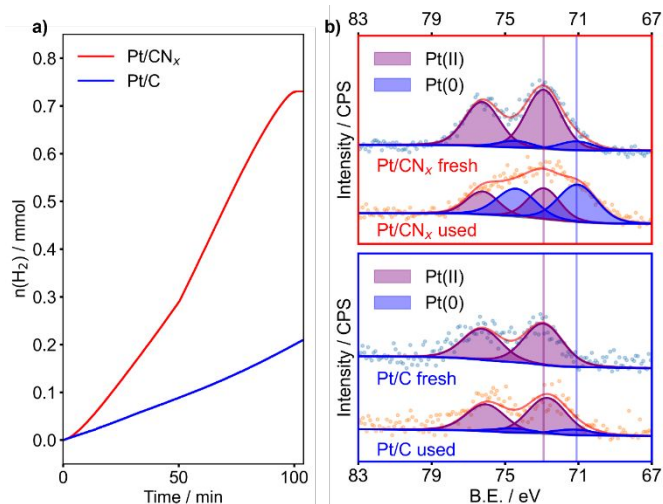 a)
Pt/CNx
Pt/C
n(H2) / mmol
0.8
0.7
0.6
0.5
0.4
0.3
0.2
0.1
0.0
0 50 100
Time / min
b)
83 79 75 71 67
Pt(II)
Pt(0)
Intensity / CPS
Pt/CNx fresh
Pt/CNx used
Pt(II)
Pt(0)
Intensity / CPS
Pt/C fresh
Pt/C used
83 79 75 71 67
B.E. / eV